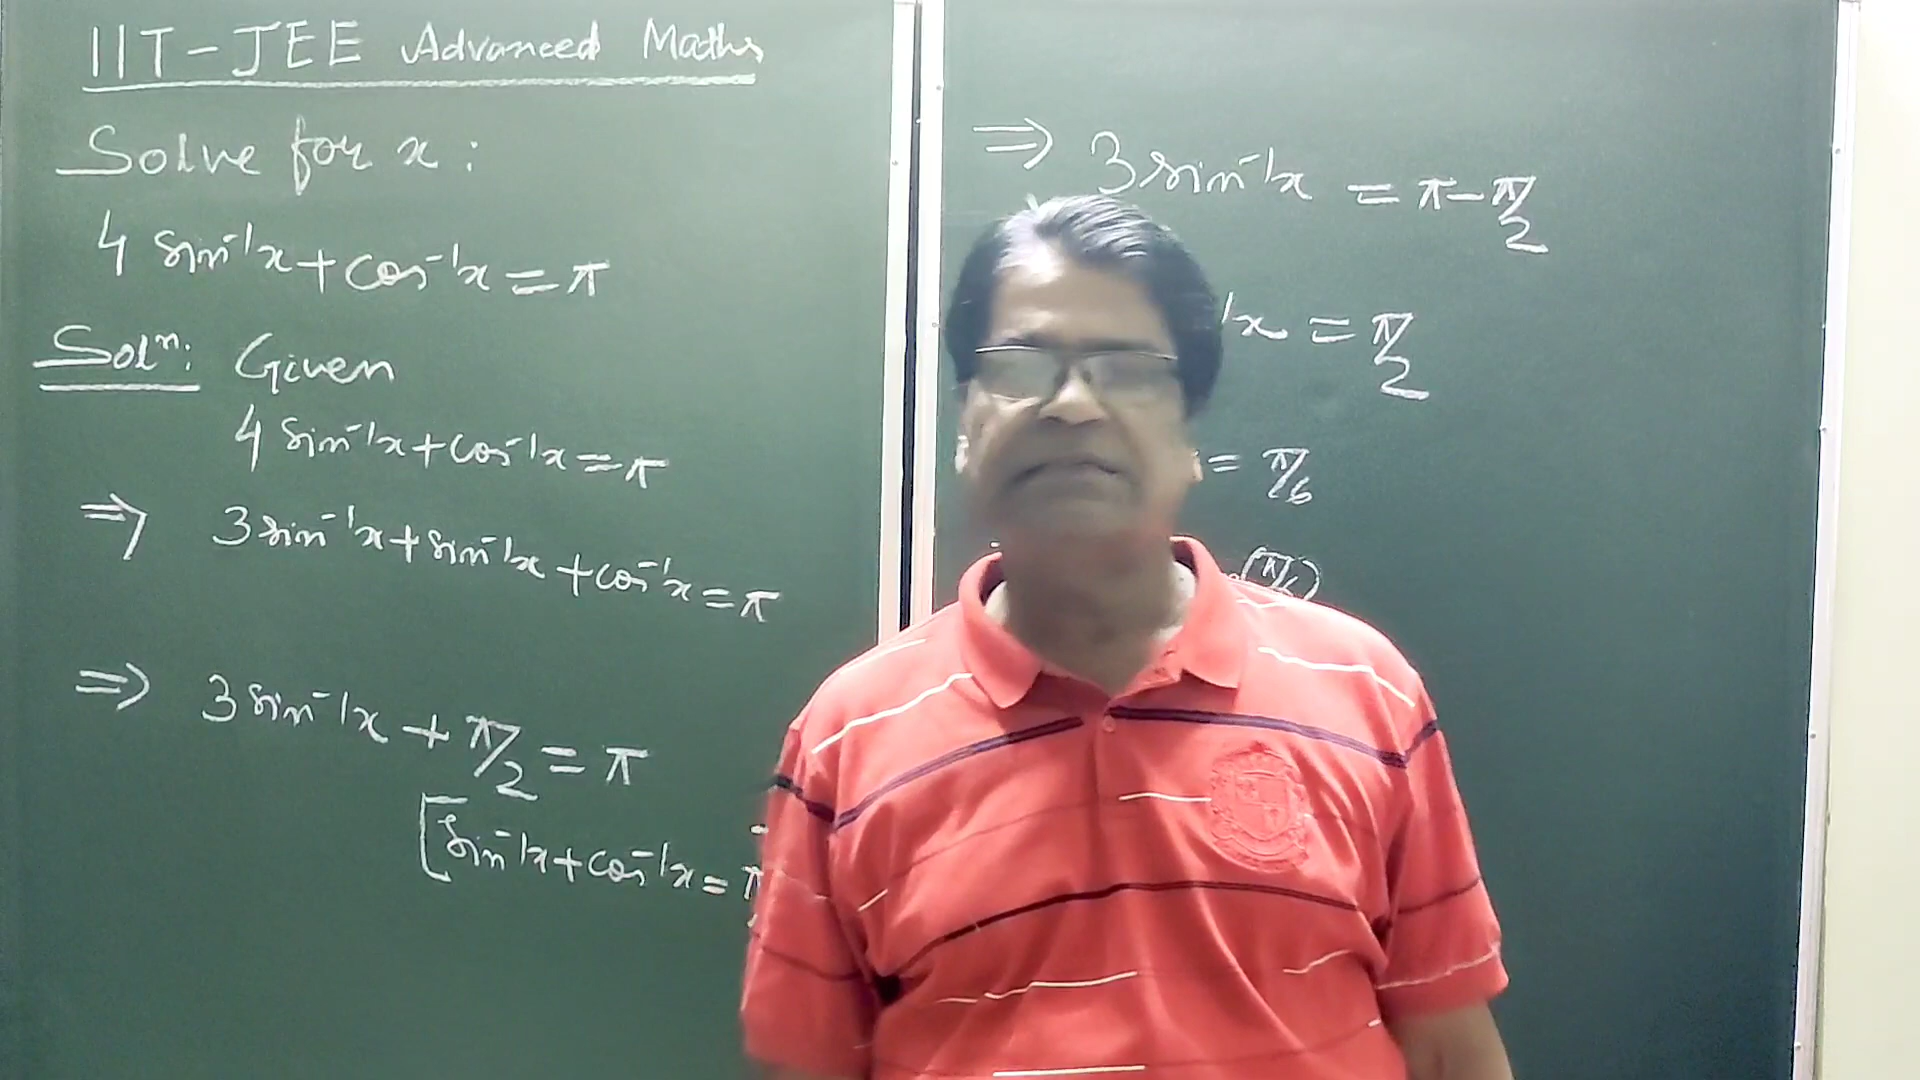 IIT-JEE Advanced Maths
Solve for x:
4 sin⁻¹x + cos⁻¹x = π
Solⁿ: Given
4 sin⁻¹x + cos⁻¹x = π
⇒ 3 sin⁻¹x + sin⁻¹x + cos⁻¹x = π
⇒ 3 sin⁻¹x + π/2 = π
[sin⁻¹x + cos⁻¹x = π
⇒ 3 sin⁻¹x = π - π/2
⁻¹x = π/2
= π/6
(π/6)